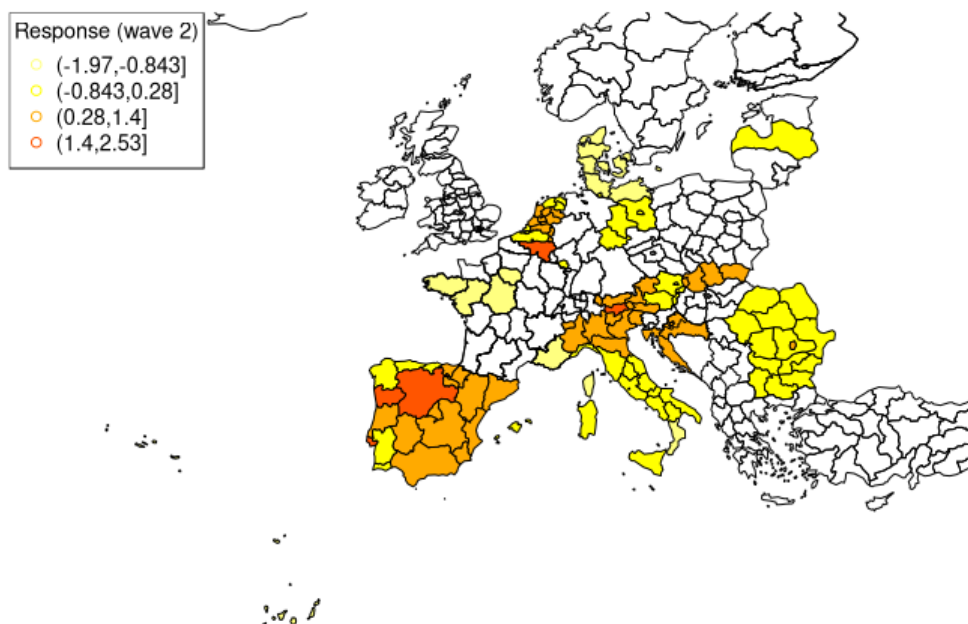 Response (wave 2)
(-1.97,-0.843]
(-0.843,0.28]
(0.28,1.4]
(1.4,2.53]